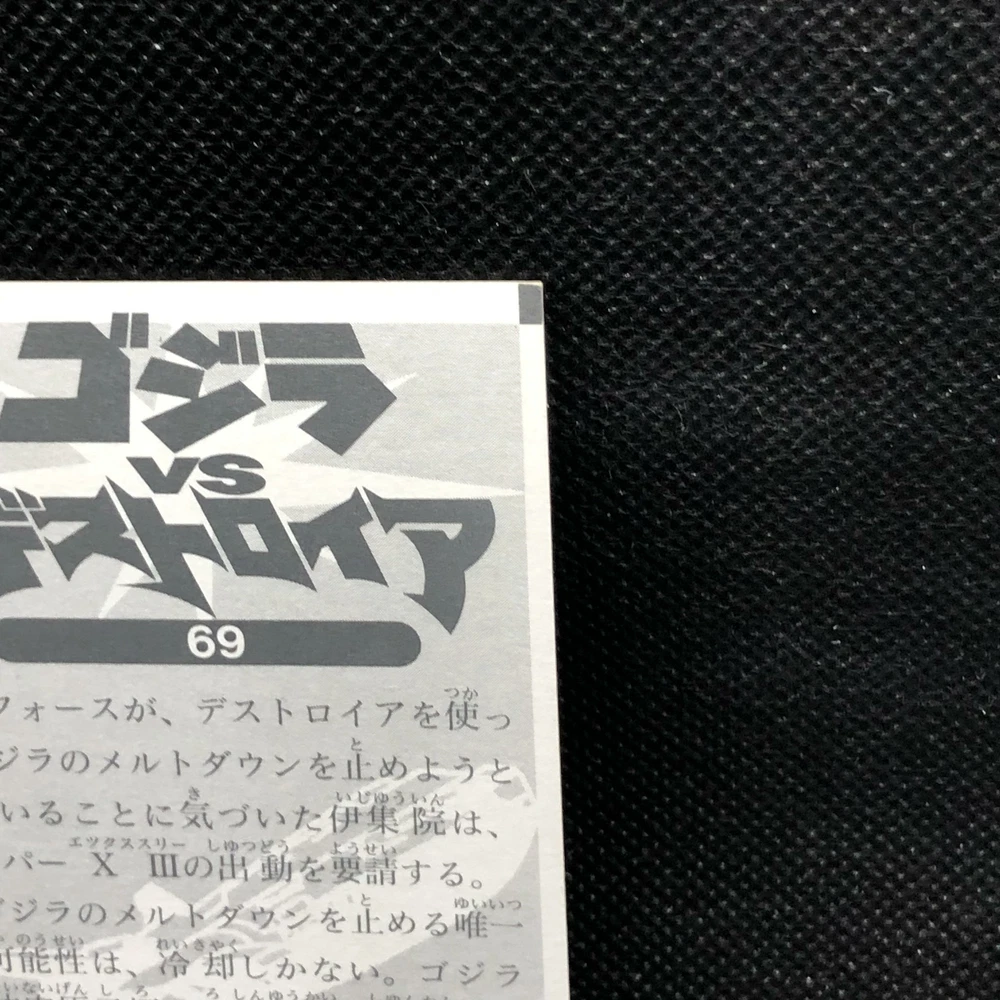 ゴジラ
VS
デストロイア
69
フォースが、デストロイアを使っ
ジラのメルトダウンを止めようと
いることに気づいた伊集院は、
パーXⅢの出動を要請する。
ゴジラのメルトダウンを止める唯一
可能性は、冷却しかない。ゴジラ